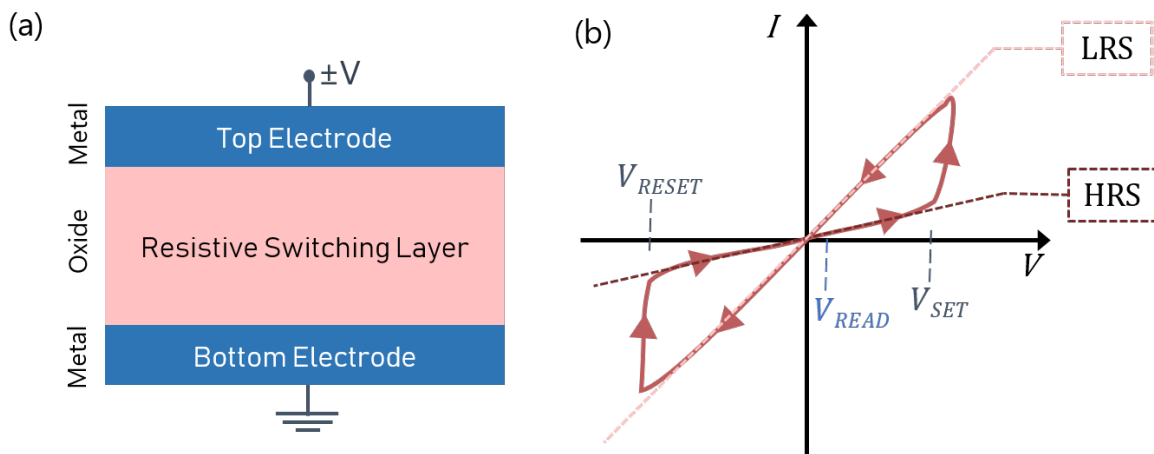 (a)
±V
Metal
Top Electrode
Oxide
Resistive Switching Layer
Metal
Bottom Electrode
(b)
I
LRS
V_RESET
HRS
V
V_READ
V_SET